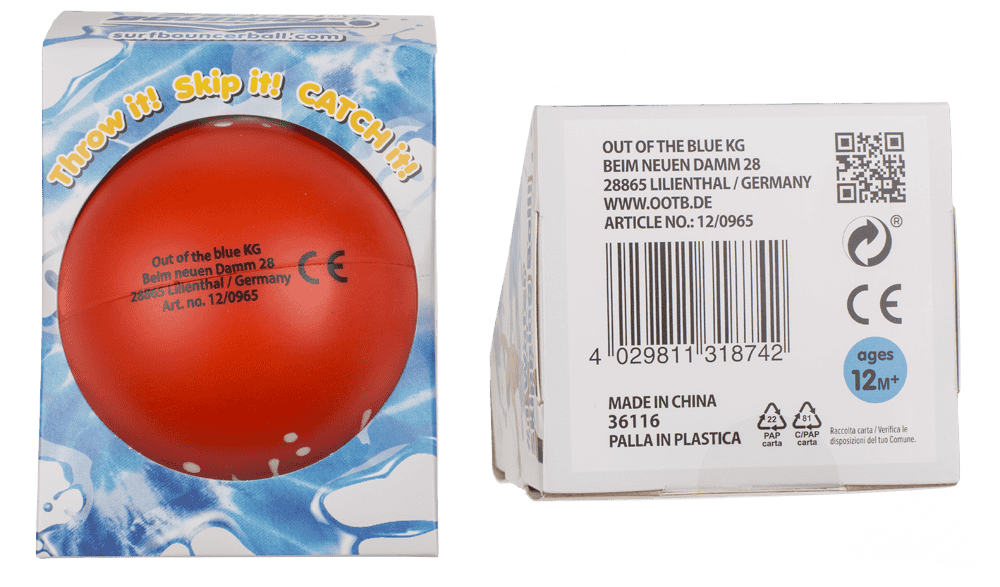 surfbouncerball.com
Throw it! Skip it! CATCH it!
Out of the blue KG
Beim neuen Damm 28
28865 Lilienthal / Germany
Art. no. 12/0965
CE
OUT OF THE BLUE KG
BEIM NEUEN DAMM 28
28865 LILIENTHAL / GERMANY
WWW.OOTB.DE
ARTICLE NO.: 12/0965
®
CE
4 029811 318742
ages
12M+
MADE IN CHINA
36116
PALLA IN PLASTICA
22
PAP
carta
81
C/PAP
carta
Raccolta carta / Verifica le
disposizioni del tuo Comune.